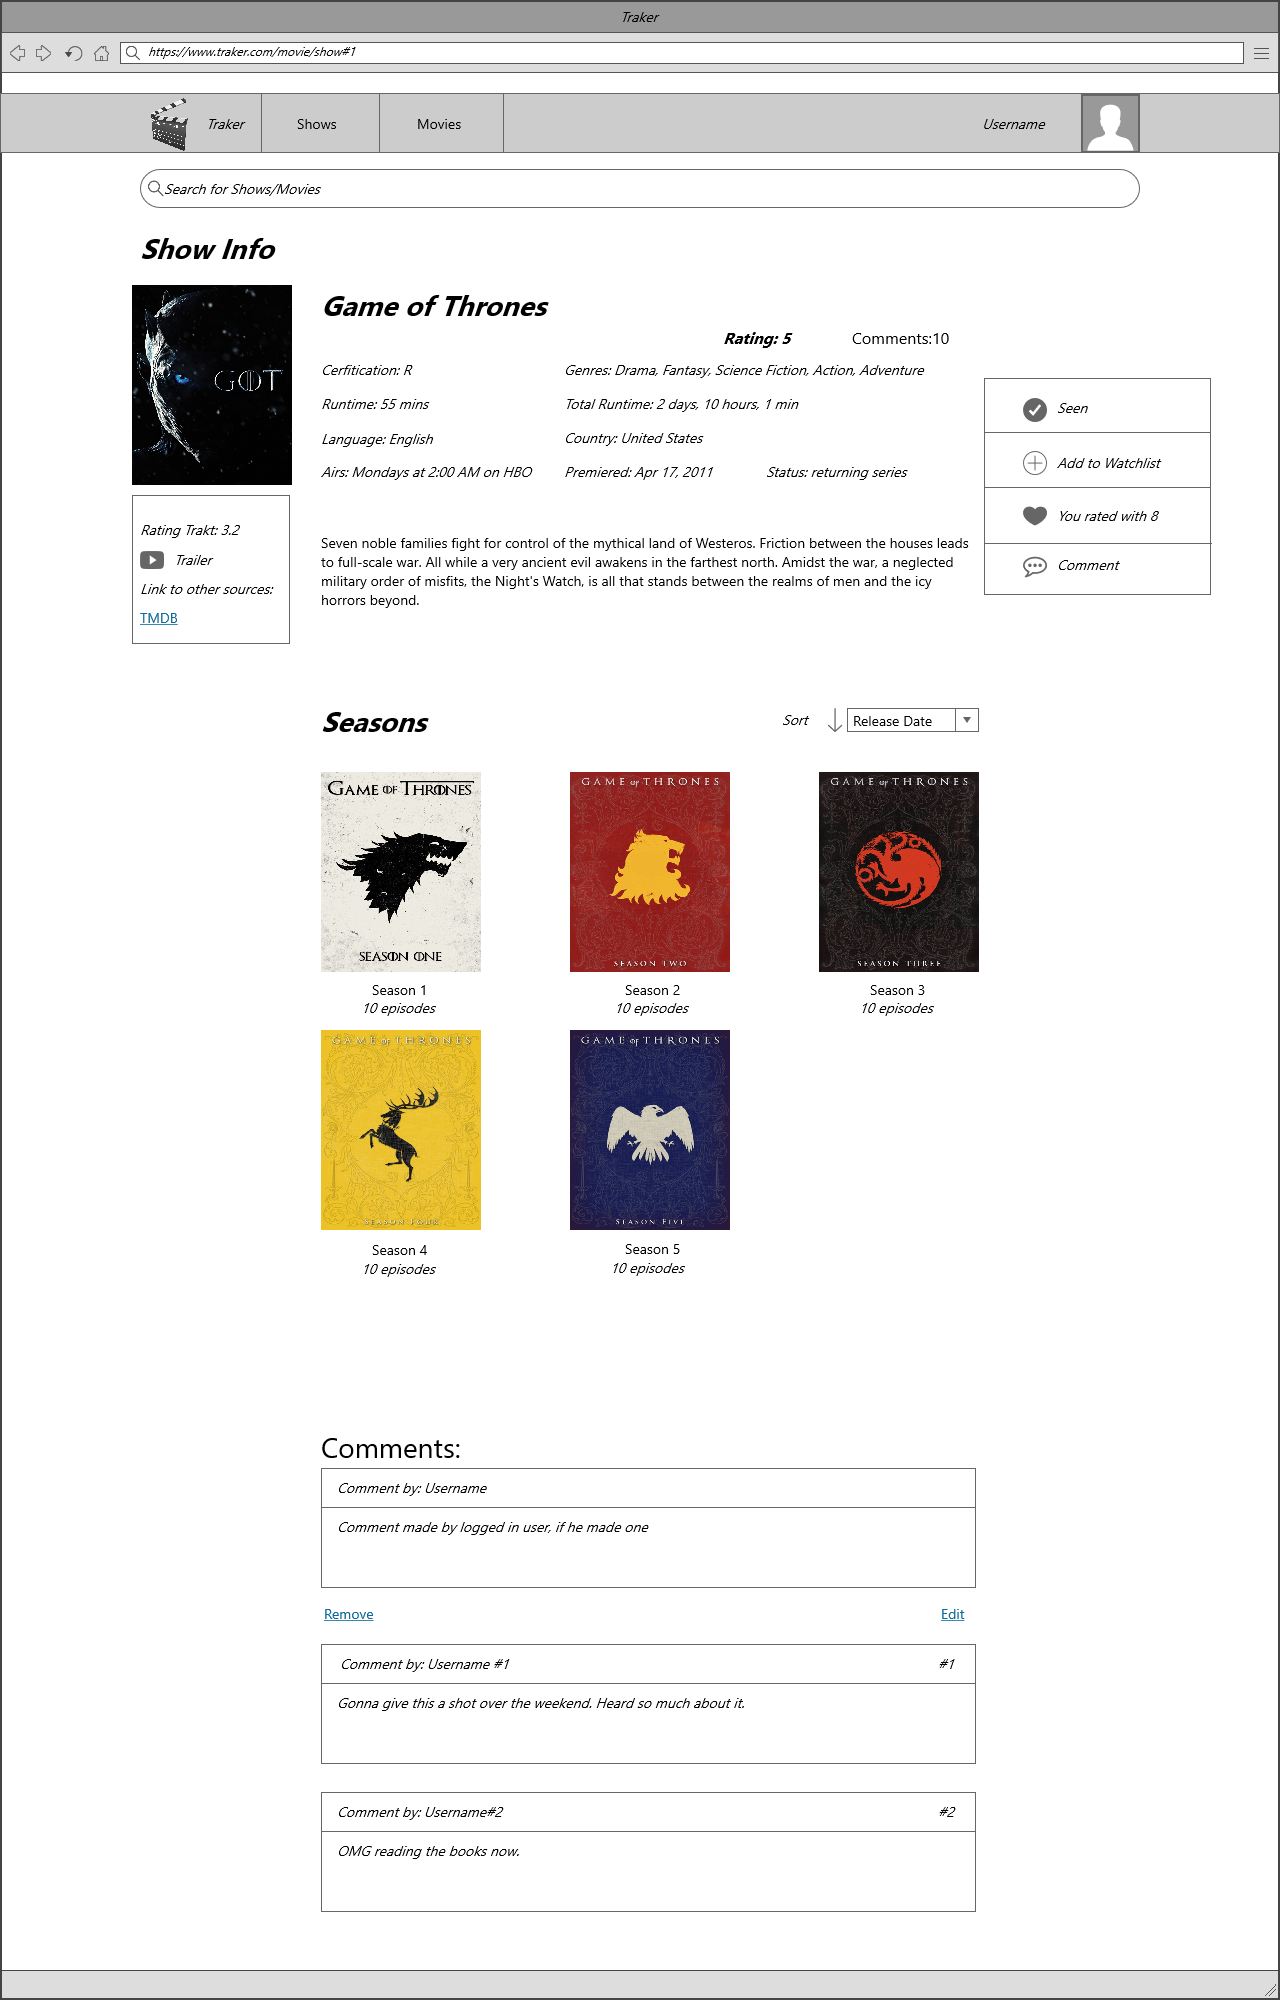 Traker
https://www.traker.com/movie/show#1
Traker
Shows
Movies
Username
Search for Shows/Movies
Show Info
GOT
Game of Thrones
Rating: 5
Comments:10
Cerfitication: R
Genres: Drama, Fantasy, Science Fiction, Action, Adventure
Runtime: 55 mins
Total Runtime: 2 days, 10 hours, 1 min
Language: English
Country: United States
Airs: Mondays at 2:00 AM on HBO
Premiered: Apr 17, 2011
Status: returning series
Seen
Add to Watchlist
You rated with 8
Comment
Rating Trakt: 3.2
Trailer
Link to other sources:
TMDB
Seven noble families fight for control of the mythical land of Westeros. Friction between the houses leads
to full-scale war. All while a very ancient evil awakens in the farthest north. Amidst the war, a neglected
military order of misfits, the Night's Watch, is all that stands between the realms of men and the icy
horrors beyond.
Seasons
Sort
Release Date
GAME OF THRONES
SEASON ONE
GAME of THRONES
SEASON TWO
GAME of THRONES
SEASON THREE
Season 1
10 episodes
Season 2
10 episodes
Season 3
10 episodes
GAME of THRONES
SEASON FOUR
GAME of THRONES
SEASON FIVE
Season 4
10 episodes
Season 5
10 episodes
Comments:
Comment by: Username
Comment made by logged in user, if he made one
Remove
Edit
Comment by: Username #1
#1
Gonna give this a shot over the weekend. Heard so much about it.
Comment by: Username#2
#2
OMG reading the books now.